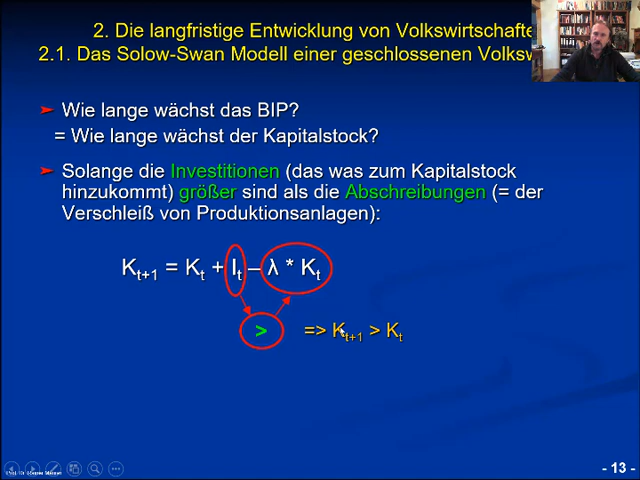 2. Die langfristige Entwicklung von Volkswirtschafte
2.1. Das Solow-Swan Modell einer geschlossenen Volksw
➤ Wie lange wächst das BIP?
= Wie lange wächst der Kapitalstock?
➤ Solange die Investitionen (das was zum Kapitalstock
hinzukommt) größer sind als die Abschreibungen (= der
Verschleiß von Produktionsanlagen):
Kt+1 = Kt + It – λ * Kt
> => Kt+1 > Kt
Prof. Dr.
- 13 -